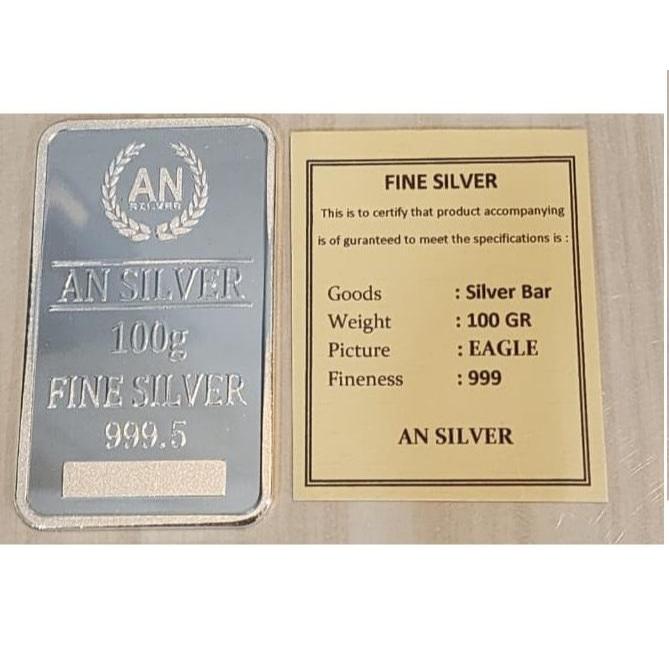 AN
SILVER
AN SILVER
100g
FINE SILVER
999.5
FINE SILVER
This is to certify that product accompanying
is of guranteed to meet the specifications is :
Goods : Silver Bar
Weight : 100 GR
Picture : EAGLE
Fineness : 999
AN SILVER